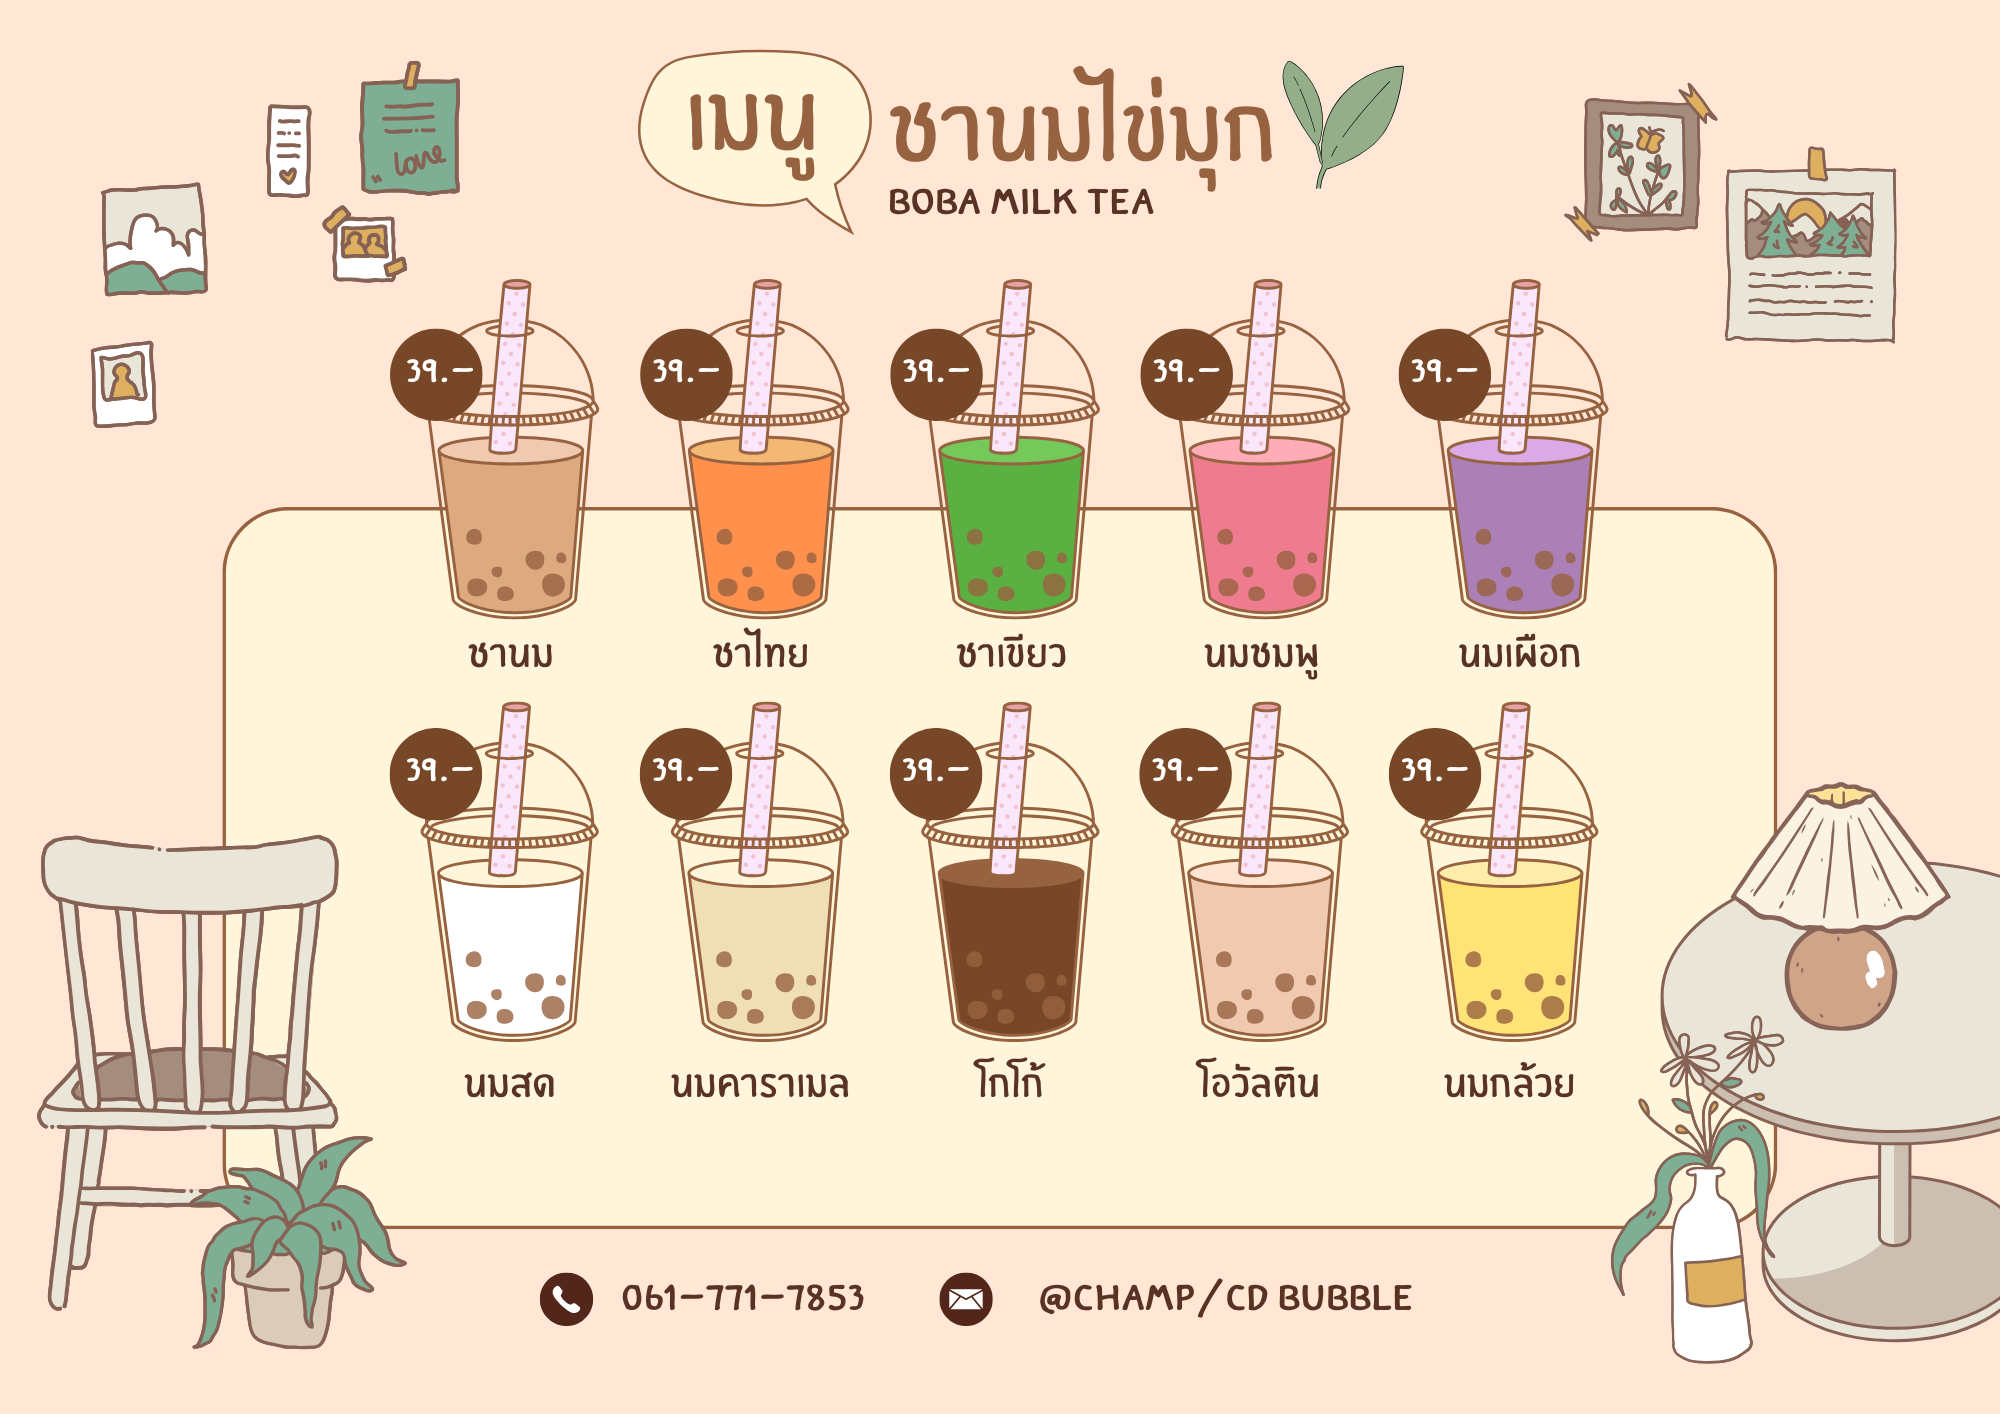 เมนู
ชานมไข่มุก
BOBA MILK TEA
love
39.- 39.- 39.- 39.- 39.-
ชานม ชาไทย ชาเขียว นมชมพู นมเผือก
39.- 39.- 39.- 39.- 39.-
นมสด นมคาราเมล โกโก้ โอวัลติน นมกล้วย
061-771-7853 @CHAMP/CD BUBBLE